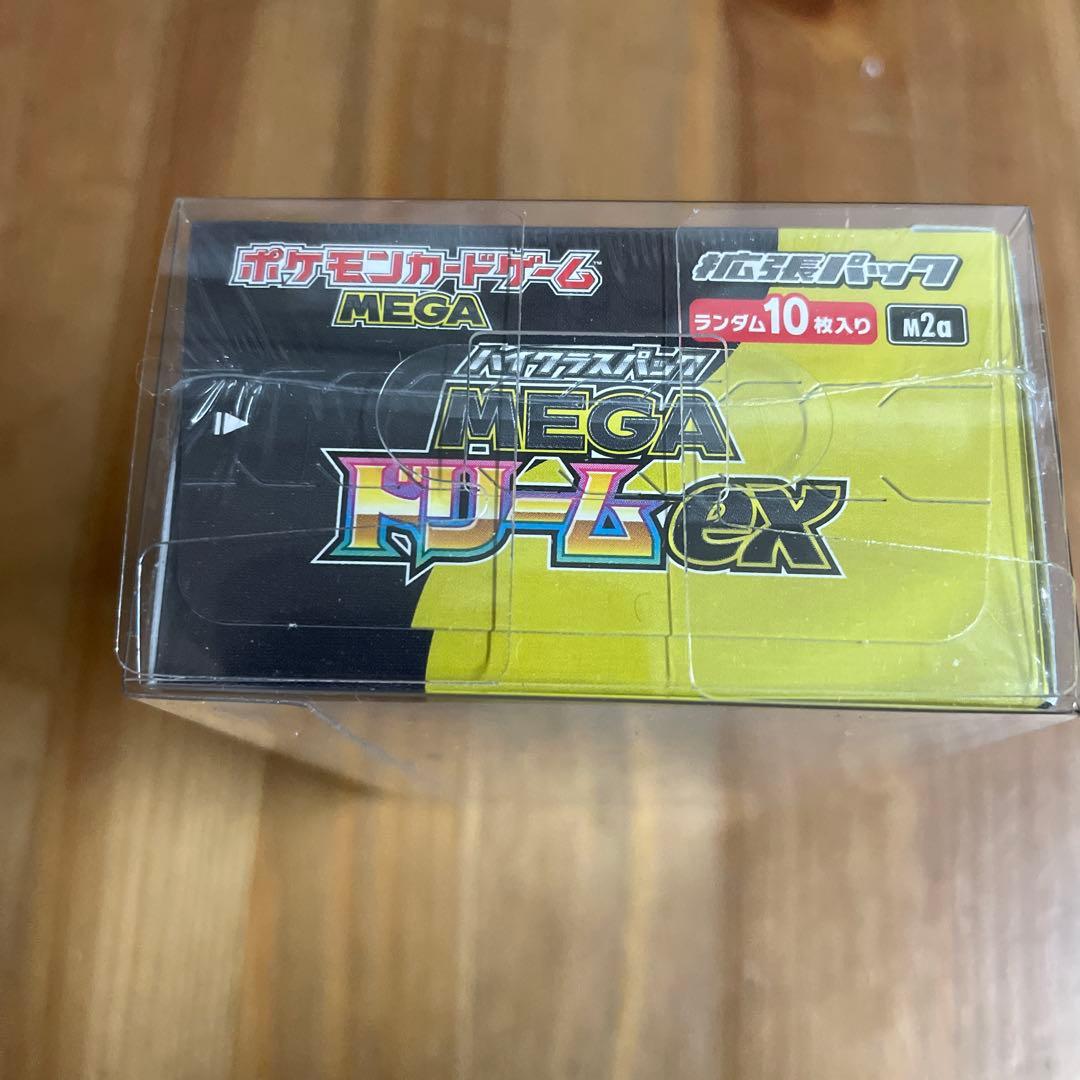 ポケモンカードゲーム™
MEGA
拡張パック
ランダム10枚入り
M2a
ハイクラスパック
MEGA
ドリームex